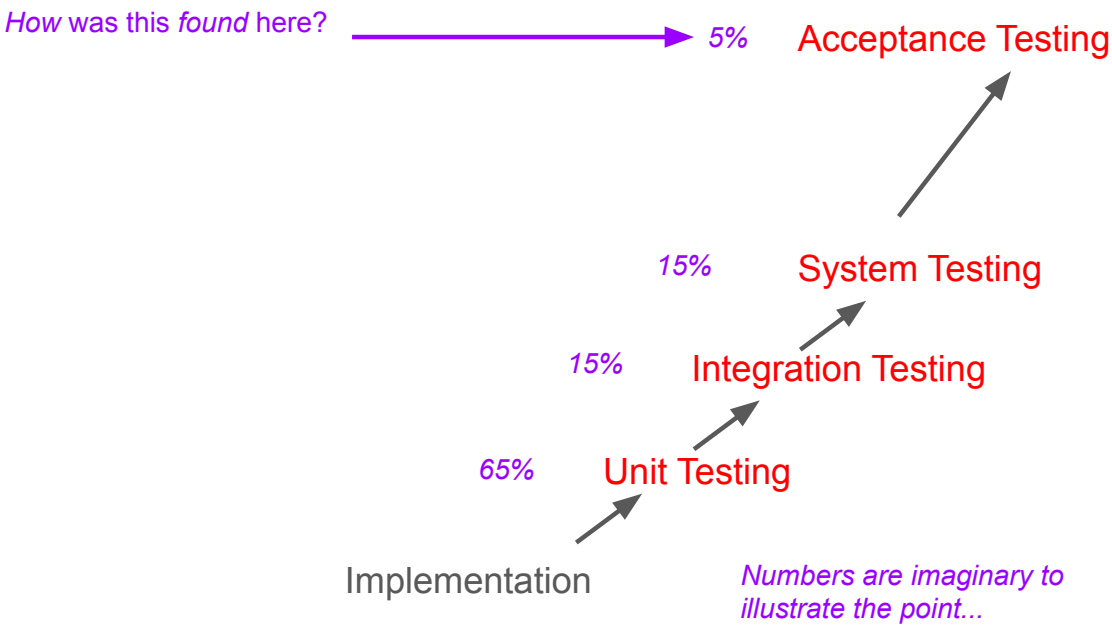 How was this found here?
5%
Acceptance Testing
15%
System Testing
15%
Integration Testing
65%
Unit Testing
Implementation
Numbers are imaginary to
illustrate the point...